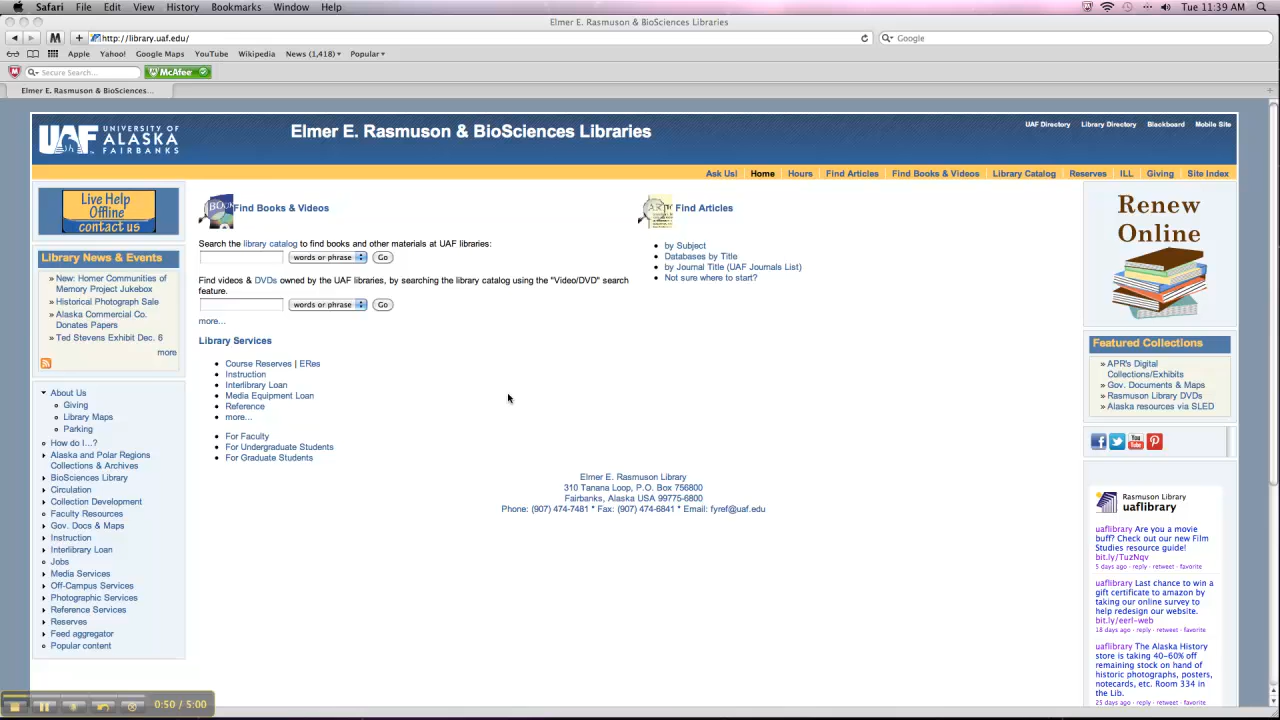 Safari File Edit View History Bookmarks Window Help Tue 11:39 AM
Elmer E. Rasmuson & BioSciences Libraries
http://library.uaf.edu/ Google
Apple Yahoo! Google Maps YouTube Wikipedia News (1,418) Popular
Secure Search... McAfee
Elmer E. Rasmuson & BioSciences...
UAF UNIVERSITY OF ALASKA FAIRBANKS
Elmer E. Rasmuson & BioSciences Libraries
UAF Directory Library Directory Blackboard Mobile Site
Ask Us! Home Hours Find Articles Find Books & Videos Library Catalog Reserves ILL Giving Site Index
Live Help
Offline
contact us
Library News & Events
» New: Homer Communities of
Memory Project Jukebox
» Historical Photograph Sale
» Alaska Commercial Co.
Donates Papers
» Ted Stevens Exhibit Dec. 6
more
About Us
Giving
Library Maps
Parking
How do I...?
Alaska and Polar Regions
Collections & Archives
BioSciences Library
Circulation
Collection Development
Faculty Resources
Gov. Docs & Maps
Instruction
Interlibrary Loan
Jobs
Media Services
Off-Campus Services
Photographic Services
Reference Services
Reserves
Feed aggregator
Popular content
Find Books & Videos
Search the library catalog to find books and other materials at UAF libraries:
words or phrase Go
Find videos & DVDs owned by the UAF libraries, by searching the library catalog using the "Video/DVD" search
feature.
words or phrase Go
more...
Library Services
Course Reserves | ERes
Instruction
Interlibrary Loan
Media Equipment Loan
Reference
more...
For Faculty
For Undergraduate Students
For Graduate Students
Find Articles
by Subject
Databases by Title
by Journal Title (UAF Journals List)
Not sure where to start?
Elmer E. Rasmuson Library
310 Tanana Loop, P.O. Box 756800
Fairbanks, Alaska USA 99775-6800
Phone: (907) 474-7481 * Fax: (907) 474-6841 * Email: fyref@uaf.edu
Renew
Online
Featured Collections
» APR's Digital
Collections/Exhibits
» Gov. Documents & Maps
» Rasmuson Library DVDs
» Alaska resources via SLED
Rasmuson Library
uaflibrary
uaflibrary Are you a movie
buff? Check out our new Film
Studies resource guide!
bit.ly/TuzNqv
5 days ago · reply · retweet · favorite
uaflibrary Last chance to win a
gift certificate to amazon by
taking our online survey to
help redesign our website.
bit.ly/eerl-web
18 days ago · reply · retweet · favorite
uaflibrary The Alaska History
store is taking 40-60% off
remaining stock on hand of
historic photographs, posters,
notecards, etc. Room 334 in
the Lib.
25 days ago · reply · retweet · favorite
0:50 / 5:00